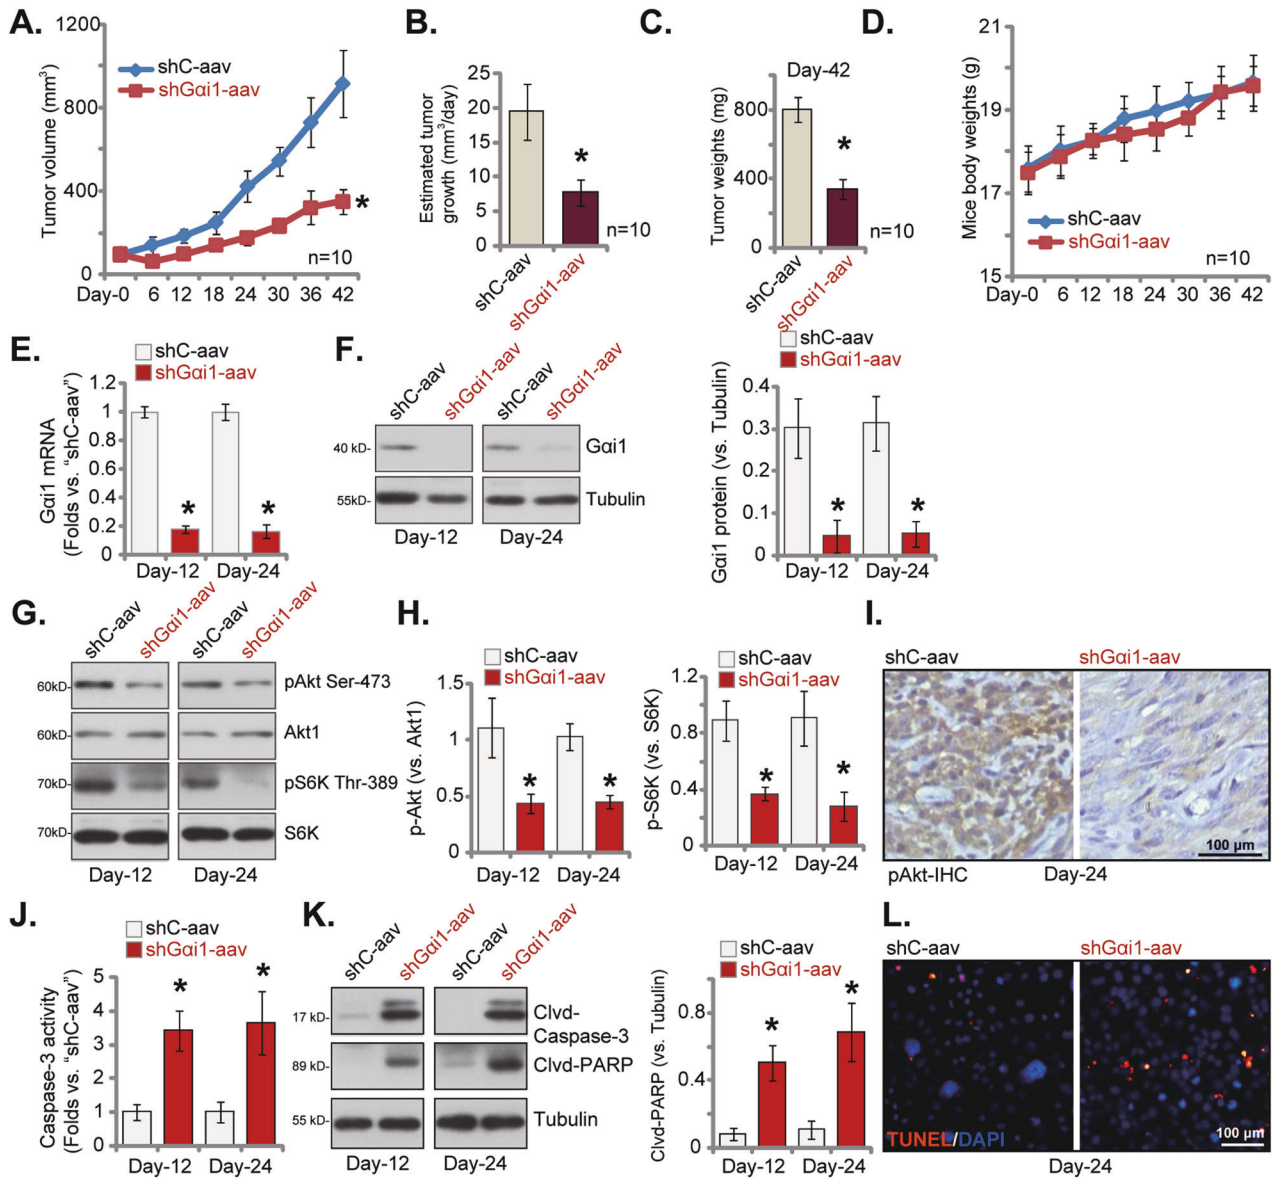 A.
Tumor volume (mm³)
1200
800
400
0
shC-aav
shGαi1-aav
*
n=10
Day-0 6 12 18 24 30 36 42
B.
Estimated tumor
growth (mm³/day)
25
20
15
10
5
0
*
n=10
shC-aav
shGαi1-aav
C.
Day-42
Tumor weights (mg)
800
400
0
*
n=10
shC-aav
shGαi1-aav
D.
Mice body weights (g)
21
19
17
15
shC-aav
shGαi1-aav
n=10
Day-0 6 12 18 24 30 36 42
E.
shC-aav
shGαi1-aav
Gαi1 mRNA
(Folds vs. “shC-aav”)
1.2
1
0.8
0.6
0.4
0.2
0
* *
Day-12 Day-24
F.
shC-aav shGαi1-aav shC-aav shGαi1-aav
40 kD- Gαi1
55kD- Tubulin
Day-12 Day-24
shC-aav
shGαi1-aav
Gαi1 protein (vs. Tubulin)
0.4
0.3
0.2
0.1
0
* *
Day-12 Day-24
G.
shC-aav shGαi1-aav shC-aav shGαi1-aav
60kD- pAkt Ser-473
60kD- Akt1
70kD- pS6K Thr-389
70kD- S6K
Day-12 Day-24
H.
shC-aav
shGαi1-aav
p-Akt (vs. Akt1)
1.5
1
0.5
0
* *
Day-12 Day-24
shC-aav
shGαi1-aav
p-S6K (vs. S6K)
1.2
0.8
0.4
0
* *
Day-12 Day-24
I.
shC-aav shGαi1-aav
100 µm
pAkt-IHC Day-24
J.
shC-aav
shGαi1-aav
Caspase-3 activity
(Folds vs. “shC-aav”)
5
4
3
2
1
0
* *
Day-12 Day-24
K.
shC-aav shGαi1-aav shC-aav shGαi1-aav
17 kD- Clvd-
Caspase-3
89 kD- Clvd-PARP
55 kD- Tubulin
Day-12 Day-24
shC-aav
shGαi1-aav
Clvd-PARP (vs. Tubulin)
0.8
0.4
0
* *
Day-12 Day-24
L.
shC-aav shGαi1-aav
TUNEL/DAPI
100 µm
Day-24